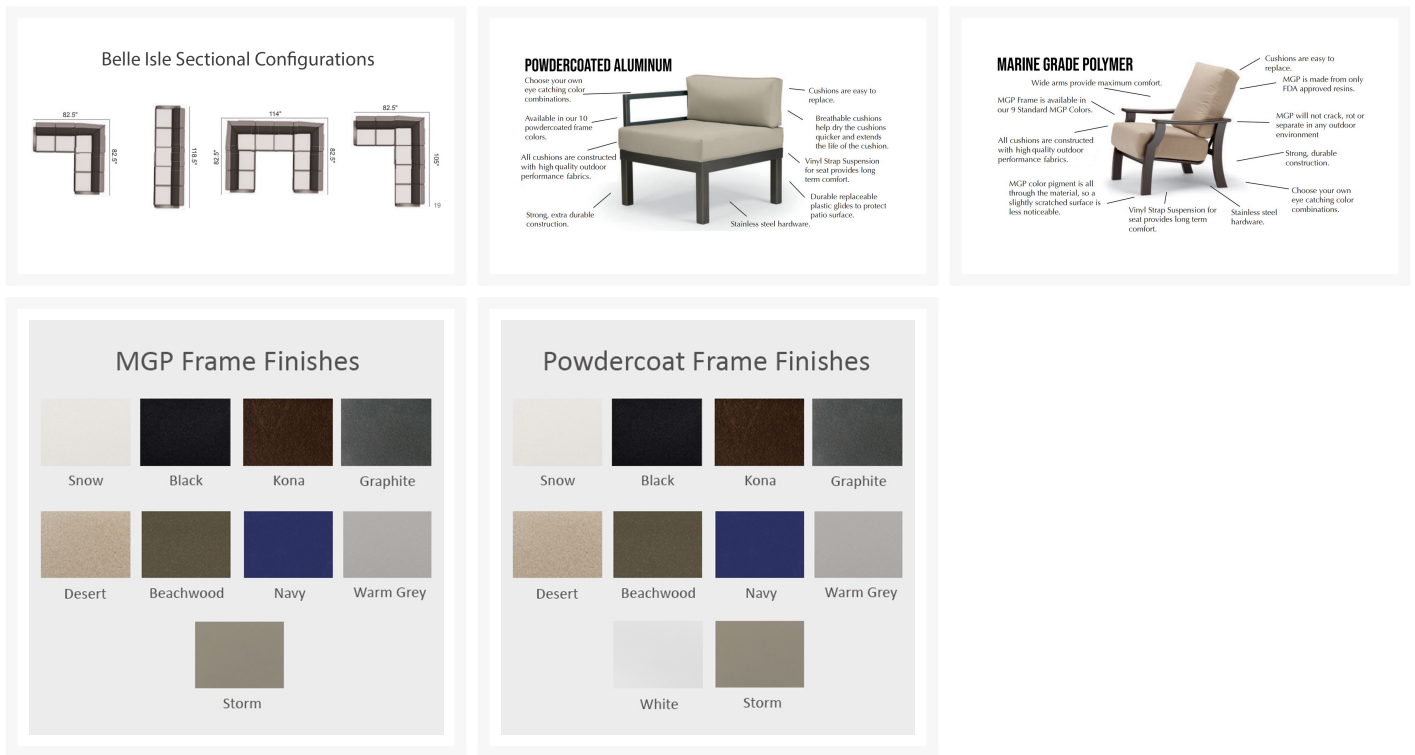 Belle Isle Sectional Configurations
82.5"
82.5"
118.5"
114"
82.5"
82.5"
82.5"
105"
19
POWDERCOATED ALUMINUM
Choose your own
eye catching color
combinations.
Available in our 10
powdercoated frame
colors.
All cushions are constructed
with high quality outdoor
performance fabrics.
Strong, extra durable
construction.
Cushions are easy to
replace.
Breathable cushions
help dry the cushions
quicker and extends
the life of the cushion.
Vinyl Strap Suspension
for seat provides long
term comfort.
Durable replaceable
plastic glides to protect
patio surface.
Stainless steel hardware.
MARINE GRADE POLYMER
Wide arms provide maximum comfort.
MGP Frame is available in
our 9 Standard MGP Colors.
All cushions are constructed
with high quality outdoor
performance fabrics.
MGP color pigment is all
through the material, so a
slightly scratched surface is
less noticeable.
Vinyl Strap Suspension for
seat provides long term
comfort.
Stainless steel
hardware.
Cushions are easy to
replace.
MGP is made from only
FDA approved resins.
MGP will not crack, rot or
separate in any outdoor
environment
Strong, durable
construction.
Choose your own
eye catching color
combinations.
MGP Frame Finishes
Snow
Black
Kona
Graphite
Desert
Beachwood
Navy
Warm Grey
Storm
Powdercoat Frame Finishes
Snow
Black
Kona
Graphite
Desert
Beachwood
Navy
Warm Grey
White
Storm